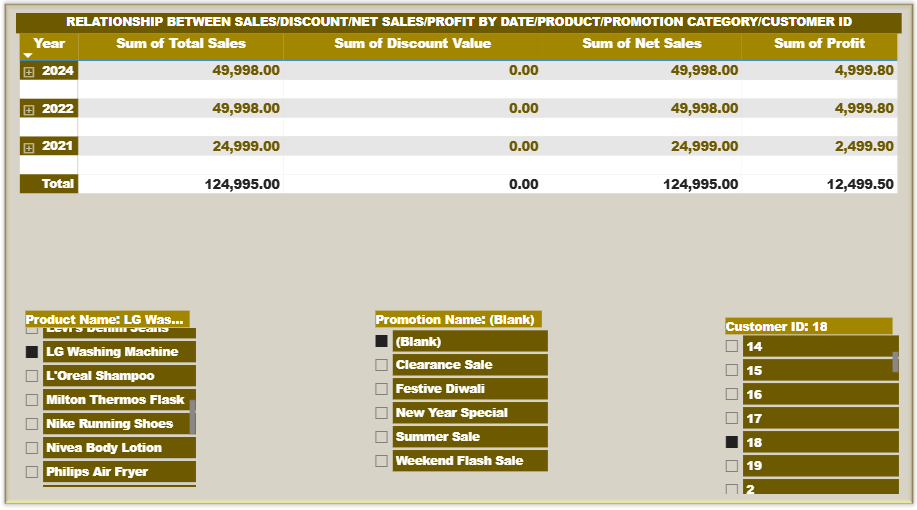 RELATIONSHIP BETWEEN SALES/DISCOUNT/NET SALES/PROFIT BY DATE/PRODUCT/PROMOTION CATEGORY/CUSTOMER ID
Year Sum of Total Sales Sum of Discount Value Sum of Net Sales Sum of Profit
2024 49,998.00 0.00 49,998.00 4,999.80
2022 49,998.00 0.00 49,998.00 4,999.80
2021 24,999.00 0.00 24,999.00 2,499.90
Total 124,995.00 0.00 124,995.00 12,499.50
Product Name: LG Was...
Levi's Denim Jeans
LG Washing Machine
L'Oreal Shampoo
Milton Thermos Flask
Nike Running Shoes
Nivea Body Lotion
Philips Air Fryer
Promotion Name: (Blank)
(Blank)
Clearance Sale
Festive Diwali
New Year Special
Summer Sale
Weekend Flash Sale
Customer ID: 18
14
15
16
17
18
19
2